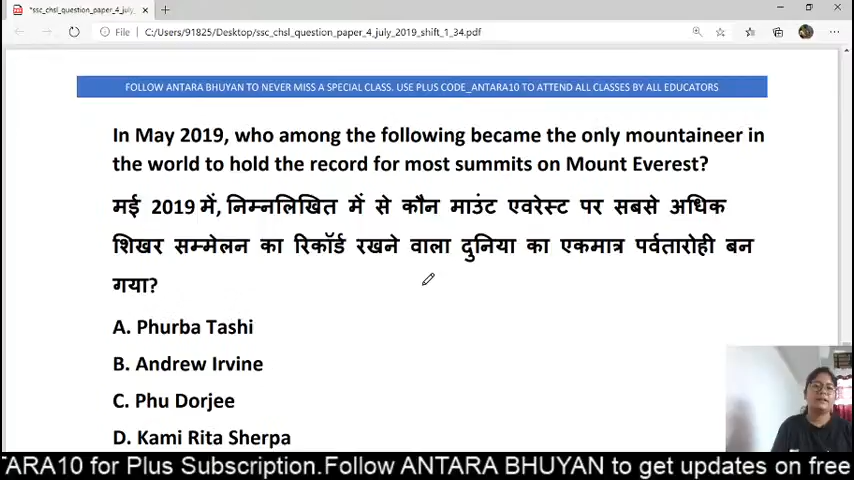 *ssc_chsl_question_paper_4_july_
File
C:/Users/91825/Desktop/ssc_chsl_question_paper_4_july_2019_shift_1_34.pdf
FOLLOW ANTARA BHUYAN TO NEVER MISS A SPECIAL CLASS. USE PLUS CODE_ANTARA10 TO ATTEND ALL CLASSES BY ALL EDUCATORS
In May 2019, who among the following became the only mountaineer in
the world to hold the record for most summits on Mount Everest?
मई 2019 में, निम्नलिखित में से कौन माउंट एवरेस्ट पर सबसे अधिक
शिखर सम्मेलन का रिकॉर्ड रखने वाला दुनिया का एकमात्र पर्वतारोही बन
गया?
A. Phurba Tashi
B. Andrew Irvine
C. Phu Dorjee
D. Kami Rita Sherpa
TARA10 for Plus Subscription.Follow ANTARA BHUYAN to get updates on free